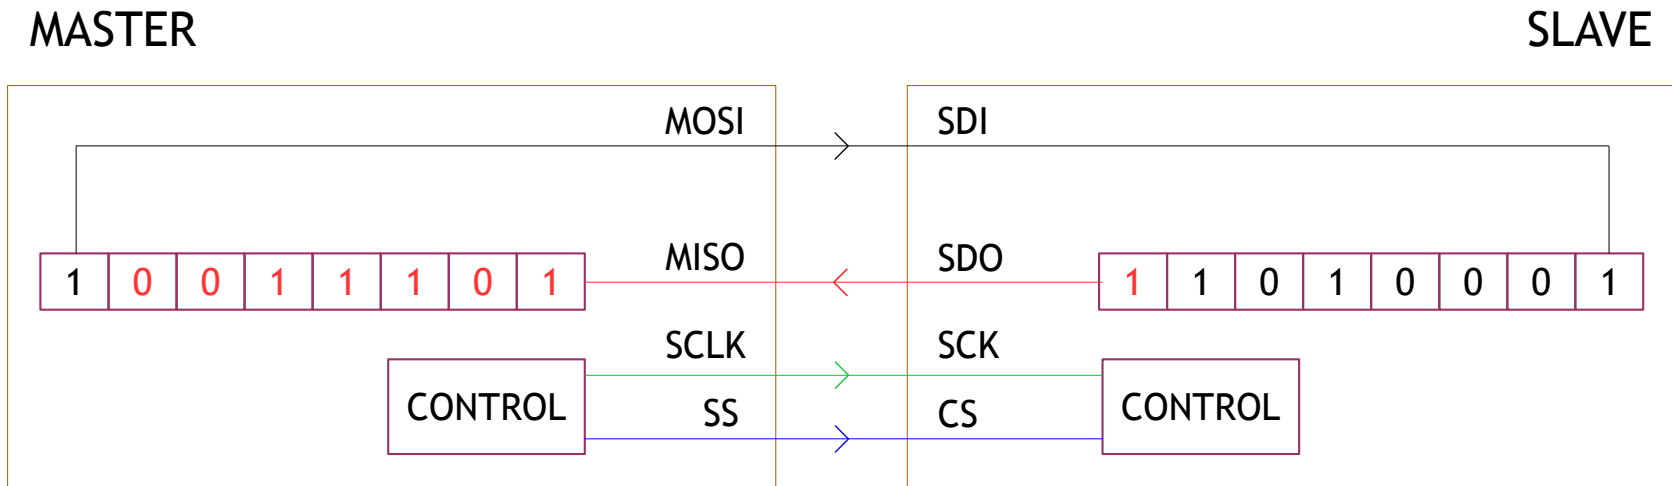 MASTER SLAVE
MOSI SDI
MISO SDO
1 0 0 1 1 1 0 1 1 1 0 1 0 0 0 1
SCLK SCK
CONTROL CONTROL
SS CS